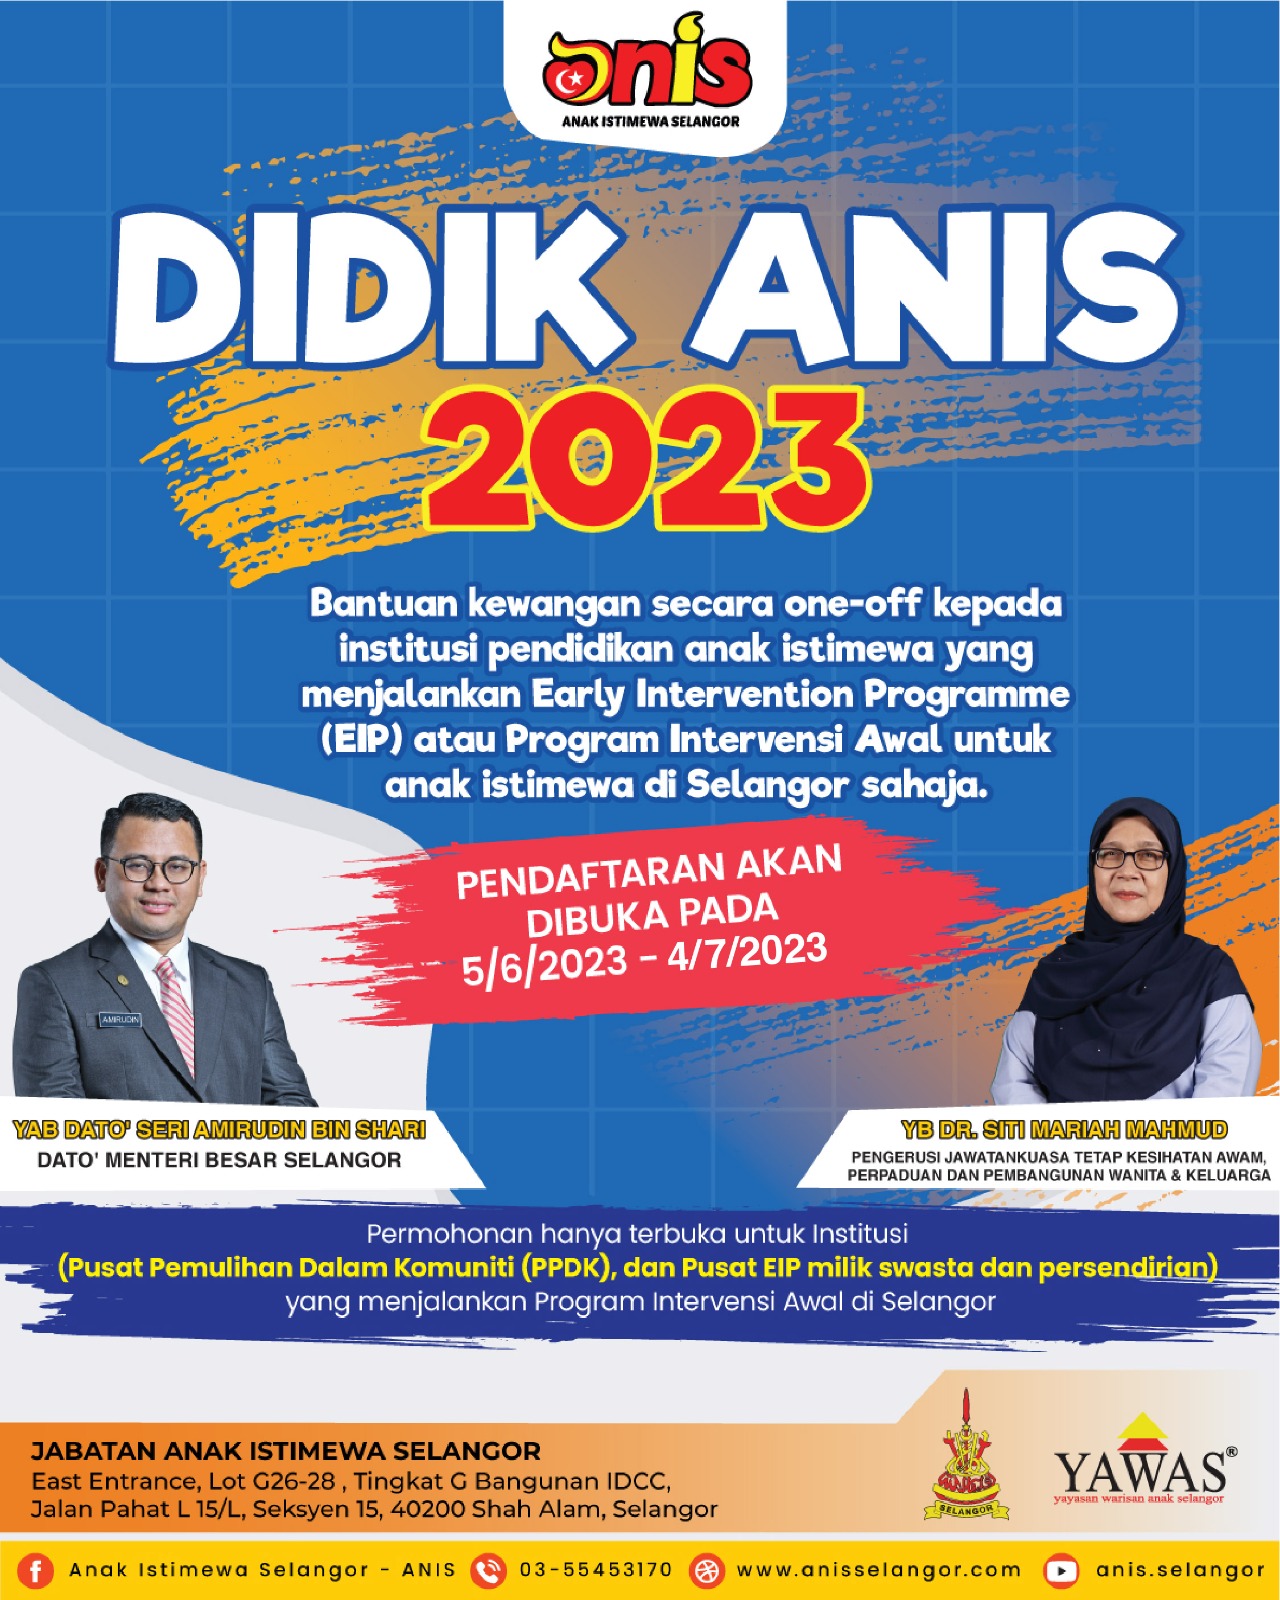 anis
ANAK ISTIMEWA SELANGOR
DIDIK ANIS
2023
Bantuan kewangan secara one-off kepada
institusi pendidikan anak istimewa yang
menjalankan Early Intervention Programme
(EIP) atau Program Intervensi Awal untuk
anak istimewa di Selangor sahaja.
PENDAFTARAN AKAN
DIBUKA PADA
5/6/2023 - 4/7/2023
AMIRUDIN
YAB DATO' SERI AMIRUDIN BIN SHARI
DATO' MENTERI BESAR SELANGOR
YB DR. SITI MARIAH MAHMUD
PENGERUSI JAWATANKUASA TETAP KESIHATAN AWAM,
PERPADUAN DAN PEMBANGUNAN WANITA & KELUARGA
Permohonan hanya terbuka untuk Institusi
(Pusat Pemulihan Dalam Komuniti (PPDK), dan Pusat EIP milik swasta dan persendirian)
yang menjalankan Program Intervensi Awal di Selangor
JABATAN ANAK ISTIMEWA SELANGOR
East Entrance, Lot G26-28 , Tingkat G Bangunan IDCC,
Jalan Pahat L 15/L, Seksyen 15, 40200 Shah Alam, Selangor
SELANGOR
YAWAS®
yayasan warisan anak selangor
Anak Istimewa Selangor - ANIS
03-55453170
www.anisselangor.com
anis.selangor